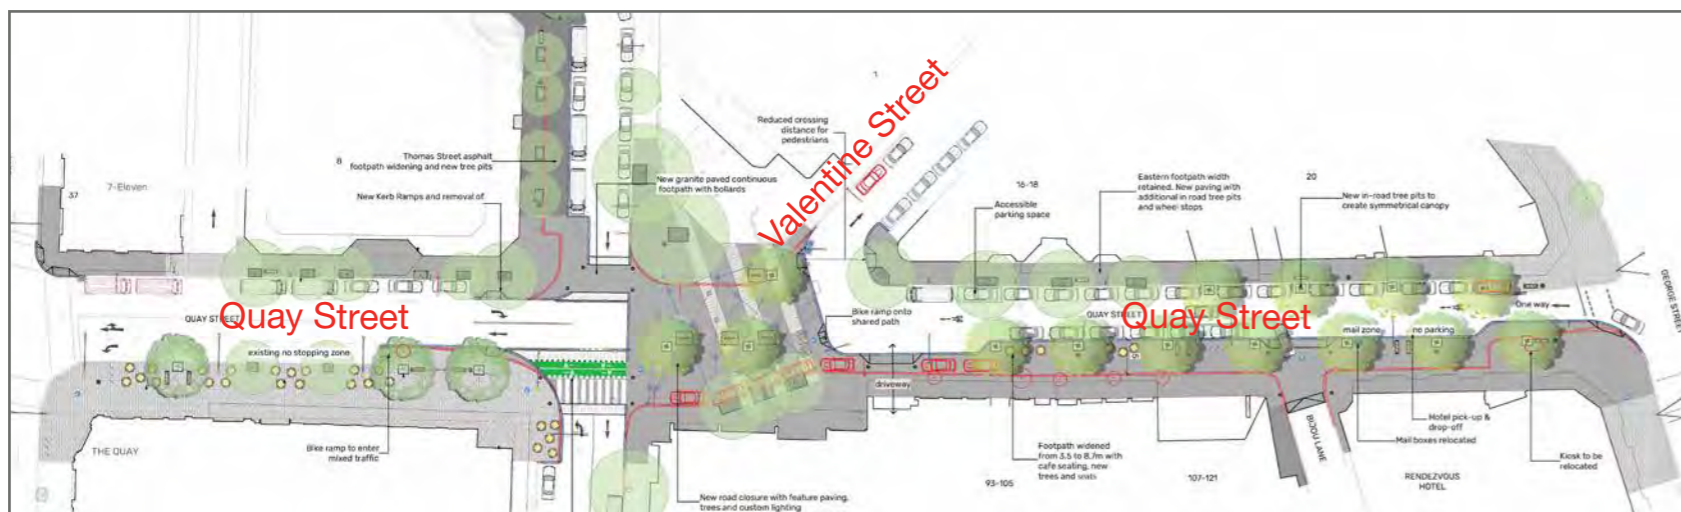 37
7-Eleven
8
Thomas Street asphalt
footpath widening and new tree pits
New Kerb Ramps and removal of
New granite paved continuous
footpath with bollards
Reduced crossing
distance for
pedestrians
1
Valentine Street
Accessible
parking space
16-18
Eastern footpath width
retained. New paving with
additional in road tree pits
and wheel stops
20
New in-road tree pits to
create symmetrical canopy
GEORGE STREET
One way
QUAY STREET
Quay Street
Bike ramp onto
shared path
QUAY STREET
Quay Street
mail zone
no parking
existing no stopping zone
driveway
THE QUAY
Bike ramp to enter
mixed traffic
New road closure with feature paving,
trees and custom lighting
Footpath widened
from 3.5 to 8.7m with
cafe seating, new
trees and seats
93-105
107-121
BIJOU LANE
Hotel pick-up &
drop-off
Mail boxes relocated
RENDEZVOUS
HOTEL
Kiosk to be
relocated